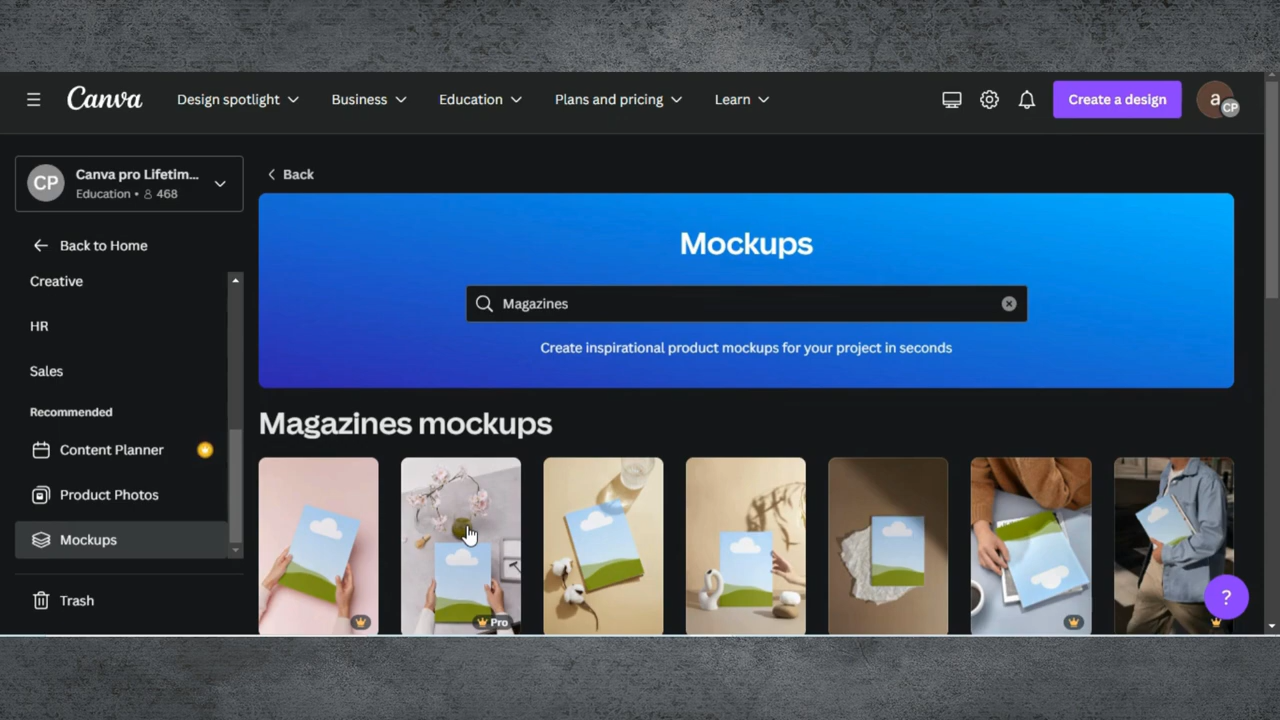 Canva
Design spotlight
Business
Education
Plans and pricing
Learn
Create a design
a
CP
CP
Canva pro Lifetim...
Education • 468
Back to Home
Creative
HR
Sales
Recommended
Content Planner
Product Photos
Mockups
Trash
Back
Mockups
Magazines
Create inspirational product mockups for your project in seconds
Magazines mockups
Pro
?